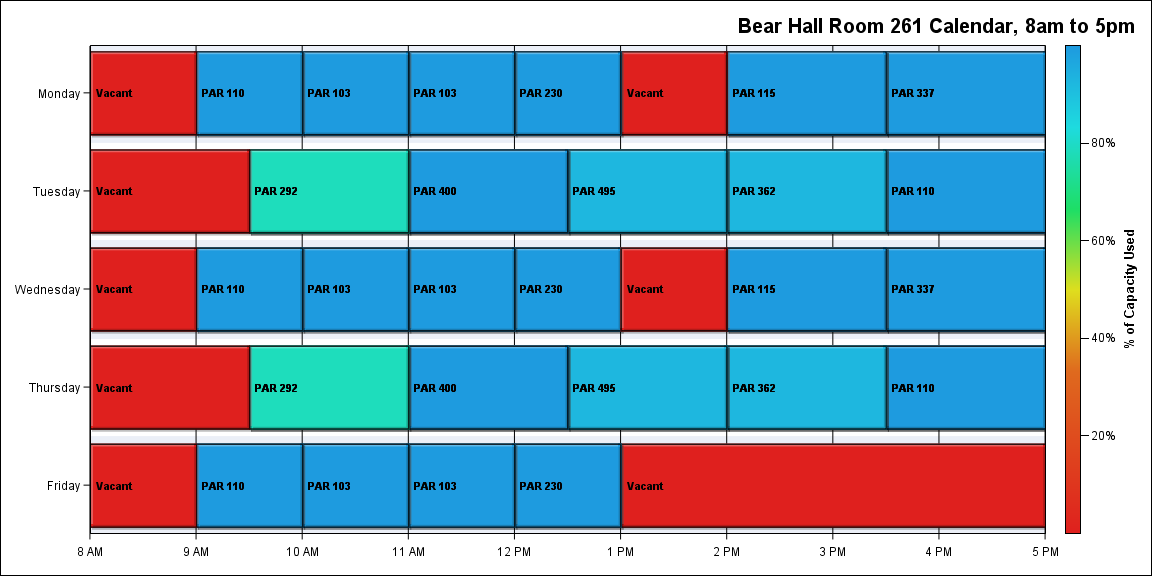 Bear Hall Room 261 Calendar, 8am to 5pm
Monday
Vacant
PAR 110
PAR 103
PAR 103
PAR 230
Vacant
PAR 115
PAR 337
Tuesday
Vacant
PAR 292
PAR 400
PAR 495
PAR 362
PAR 110
Wednesday
Vacant
PAR 110
PAR 103
PAR 103
PAR 230
Vacant
PAR 115
PAR 337
Thursday
Vacant
PAR 292
PAR 400
PAR 495
PAR 362
PAR 110
Friday
Vacant
PAR 110
PAR 103
PAR 103
PAR 230
Vacant
8 AM
9 AM
10 AM
11 AM
12 PM
1 PM
2 PM
3 PM
4 PM
5 PM
80%
60%
40%
20%
% of Capacity Used